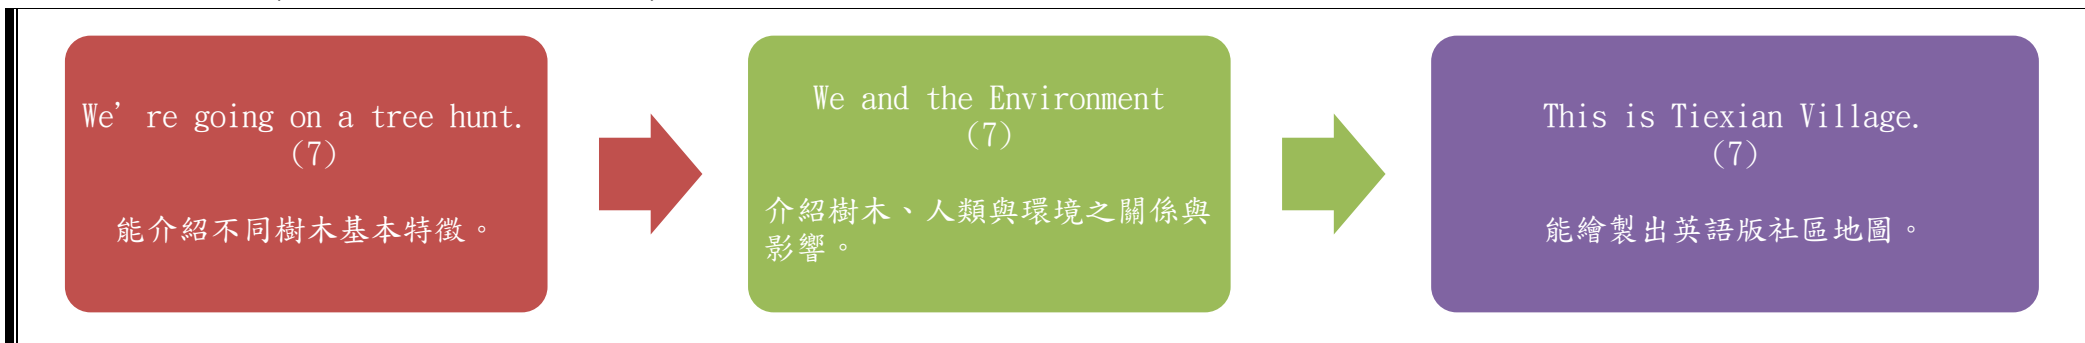 We’re going on a tree hunt.
(7)
能介紹不同樹木基本特徵。
We and the Environment
(7)
介紹樹木、人類與環境之關係與
影響。
This is Tiexian Village.
(7)
能繪製出英語版社區地圖。